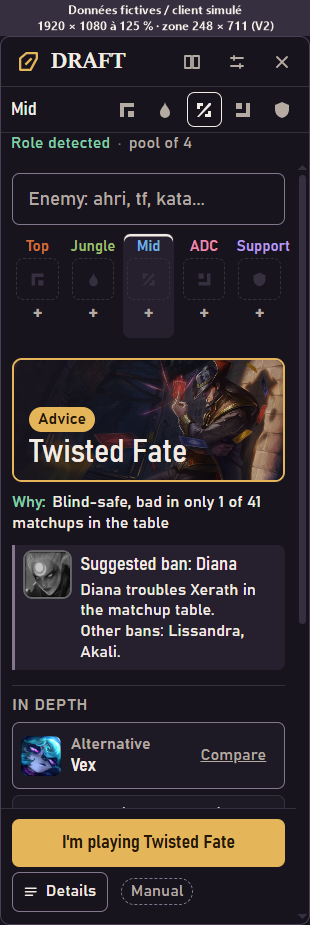 Données fictives / client simulé
1920 × 1080 à 125 % · zone 248 × 711 (V2)
DRAFT
Mid
Role detected · pool of 4
Enemy: ahri, tf, kata...
Top Jungle Mid ADC Support
+ + + + +
Advice
Twisted Fate
Why: Blind-safe, bad in only 1 of 41
matchups in the table
Suggested ban: Diana
Diana troubles Xerath in
the matchup table.
Other bans: Lissandra,
Akali.
IN DEPTH
Alternative
Vex
Compare
I'm playing Twisted Fate
Details
Manual